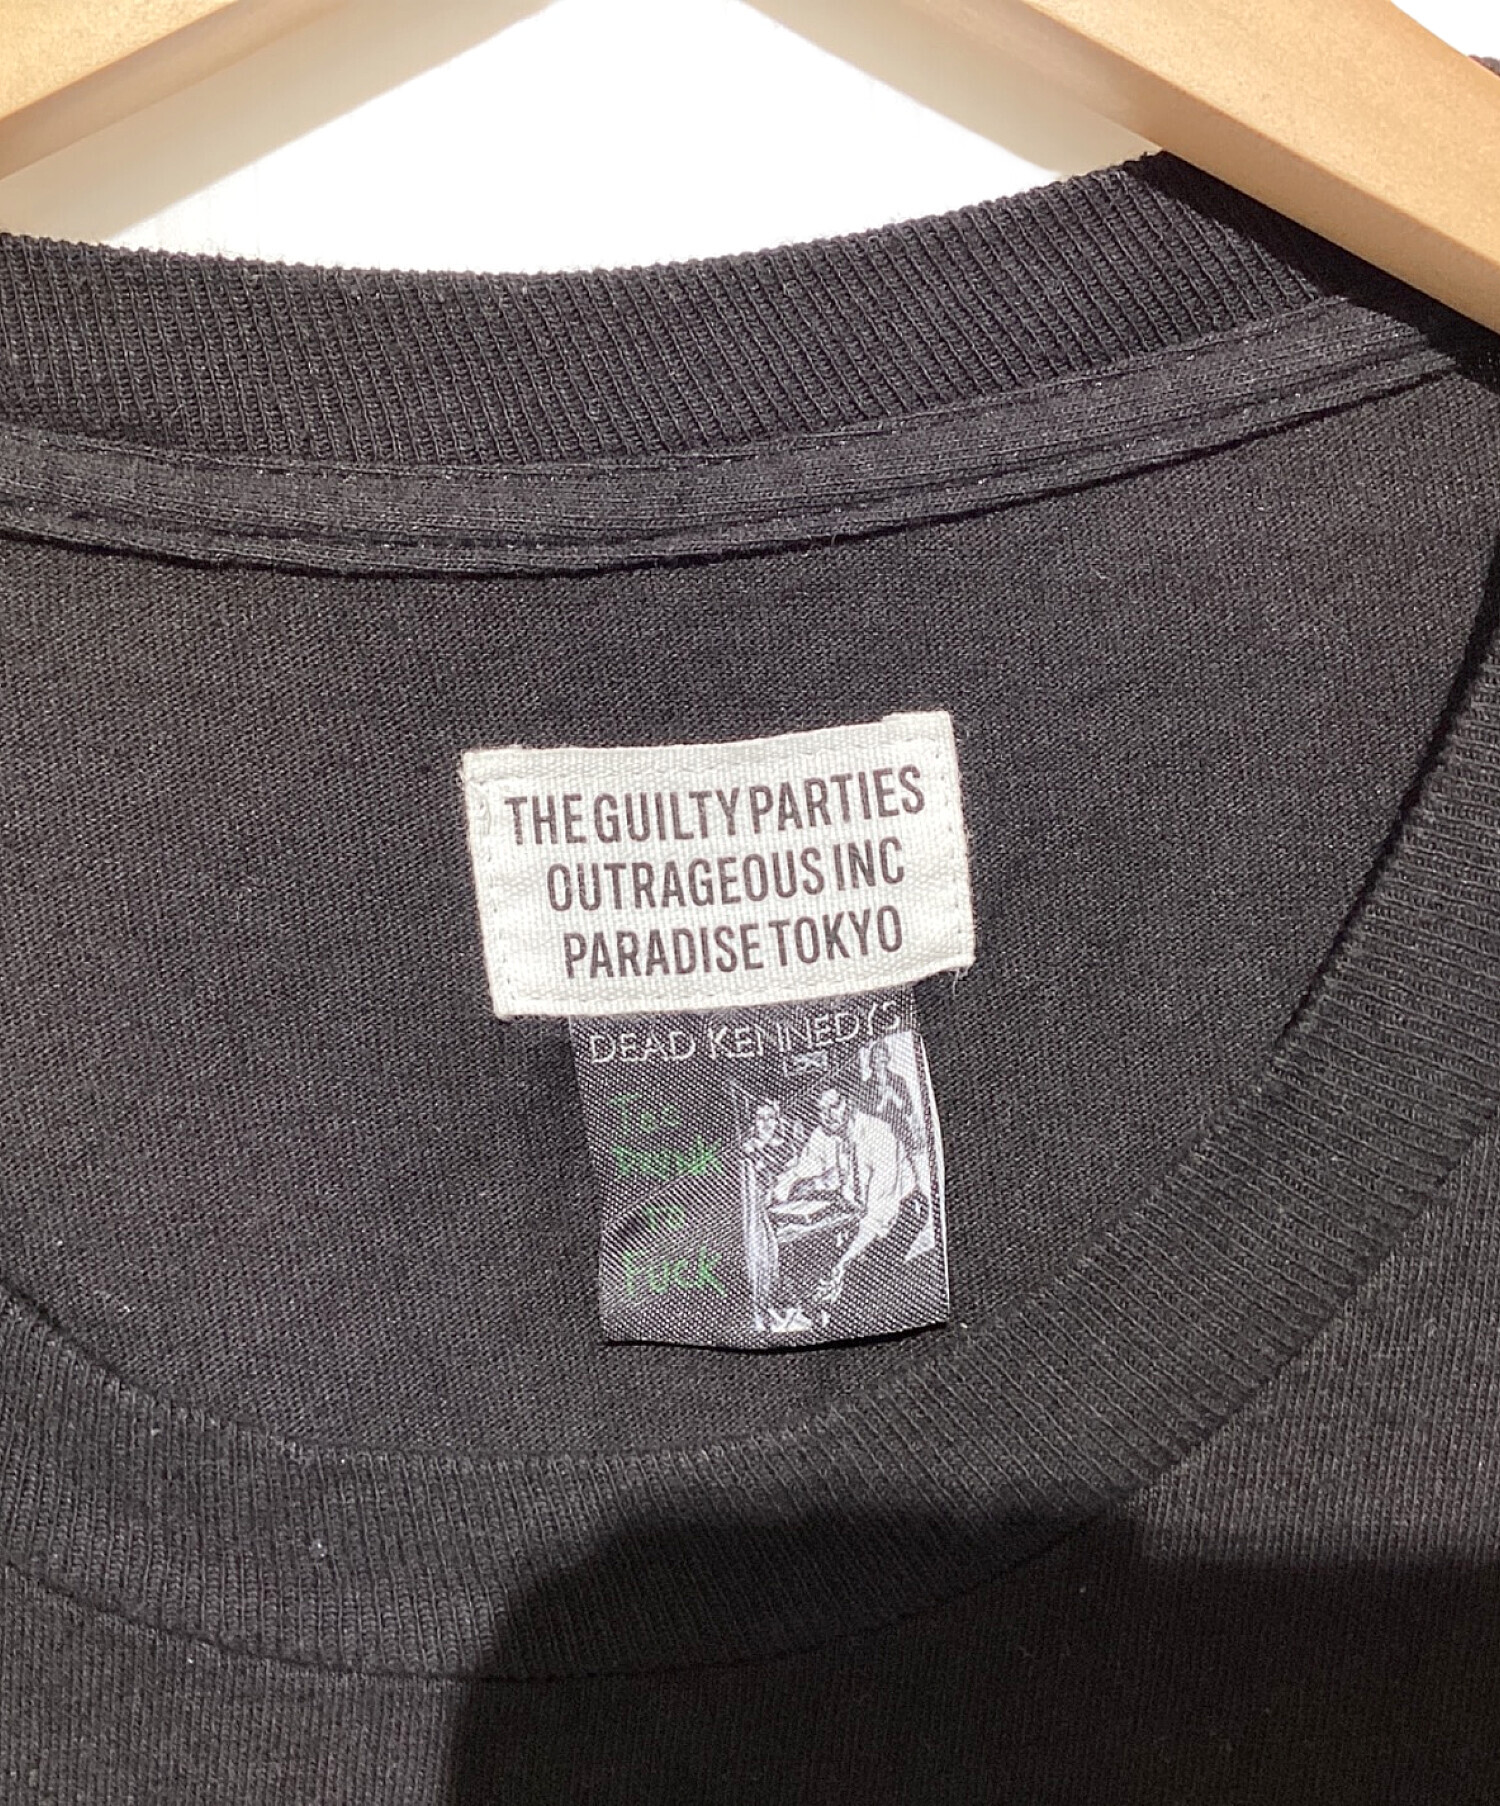 THE GUILTY PARTIES
OUTRAGEOUS INC
PARADISE TOKYO
DEAD KENNEDYS
Too
Drunk
To
Fuck